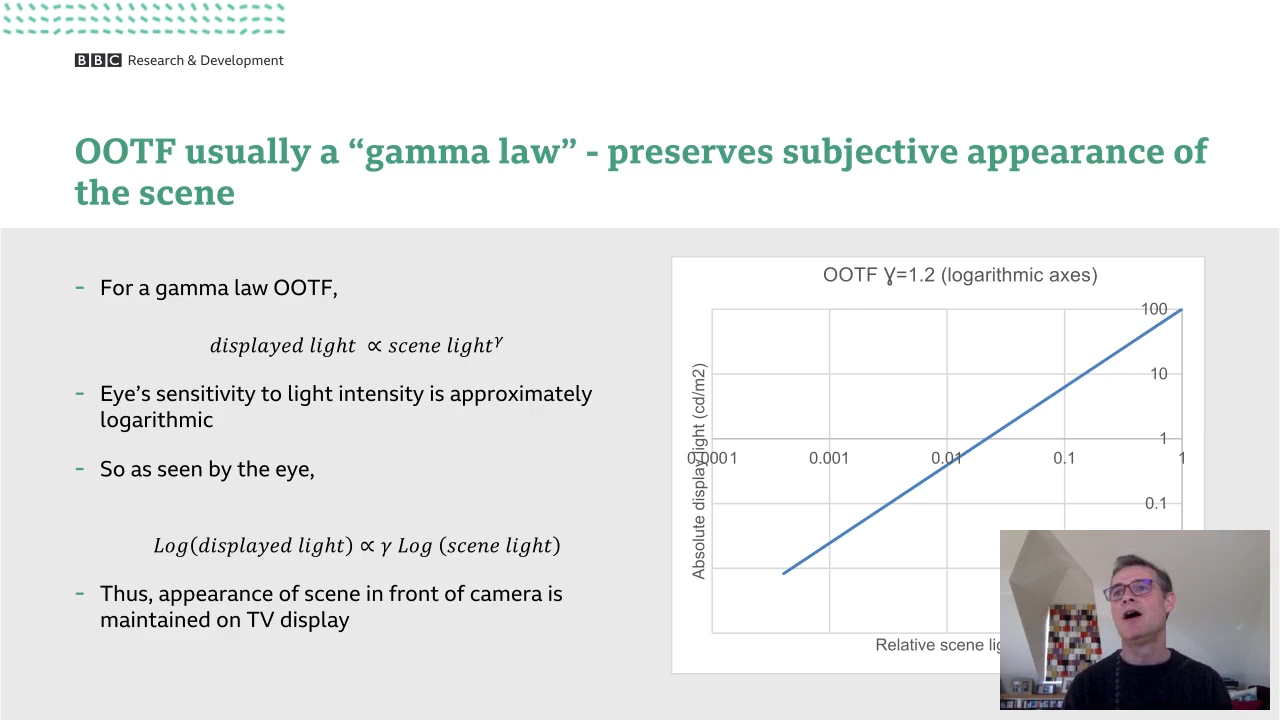 BBC Research & Development
OOTF usually a “gamma law” - preserves subjective appearance of
the scene
- For a gamma law OOTF,
displayed light ∝ scene light^γ
- Eye’s sensitivity to light intensity is approximately
logarithmic
- So as seen by the eye,
Log(displayed light) ∝ γ Log (scene light)
- Thus, appearance of scene in front of camera is
maintained on TV display
OOTF Ɣ=1.2 (logarithmic axes)
Absolute display light (cd/m2)
100
10
1
0.0001 0.001 0.01 0.1 1
0.1
Relative scene